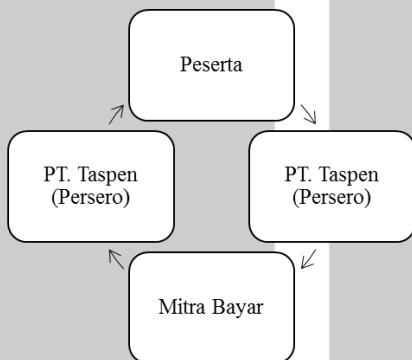 Peserta
PT. Taspen
(Persero)
PT. Taspen
(Persero)
Mitra Bayar